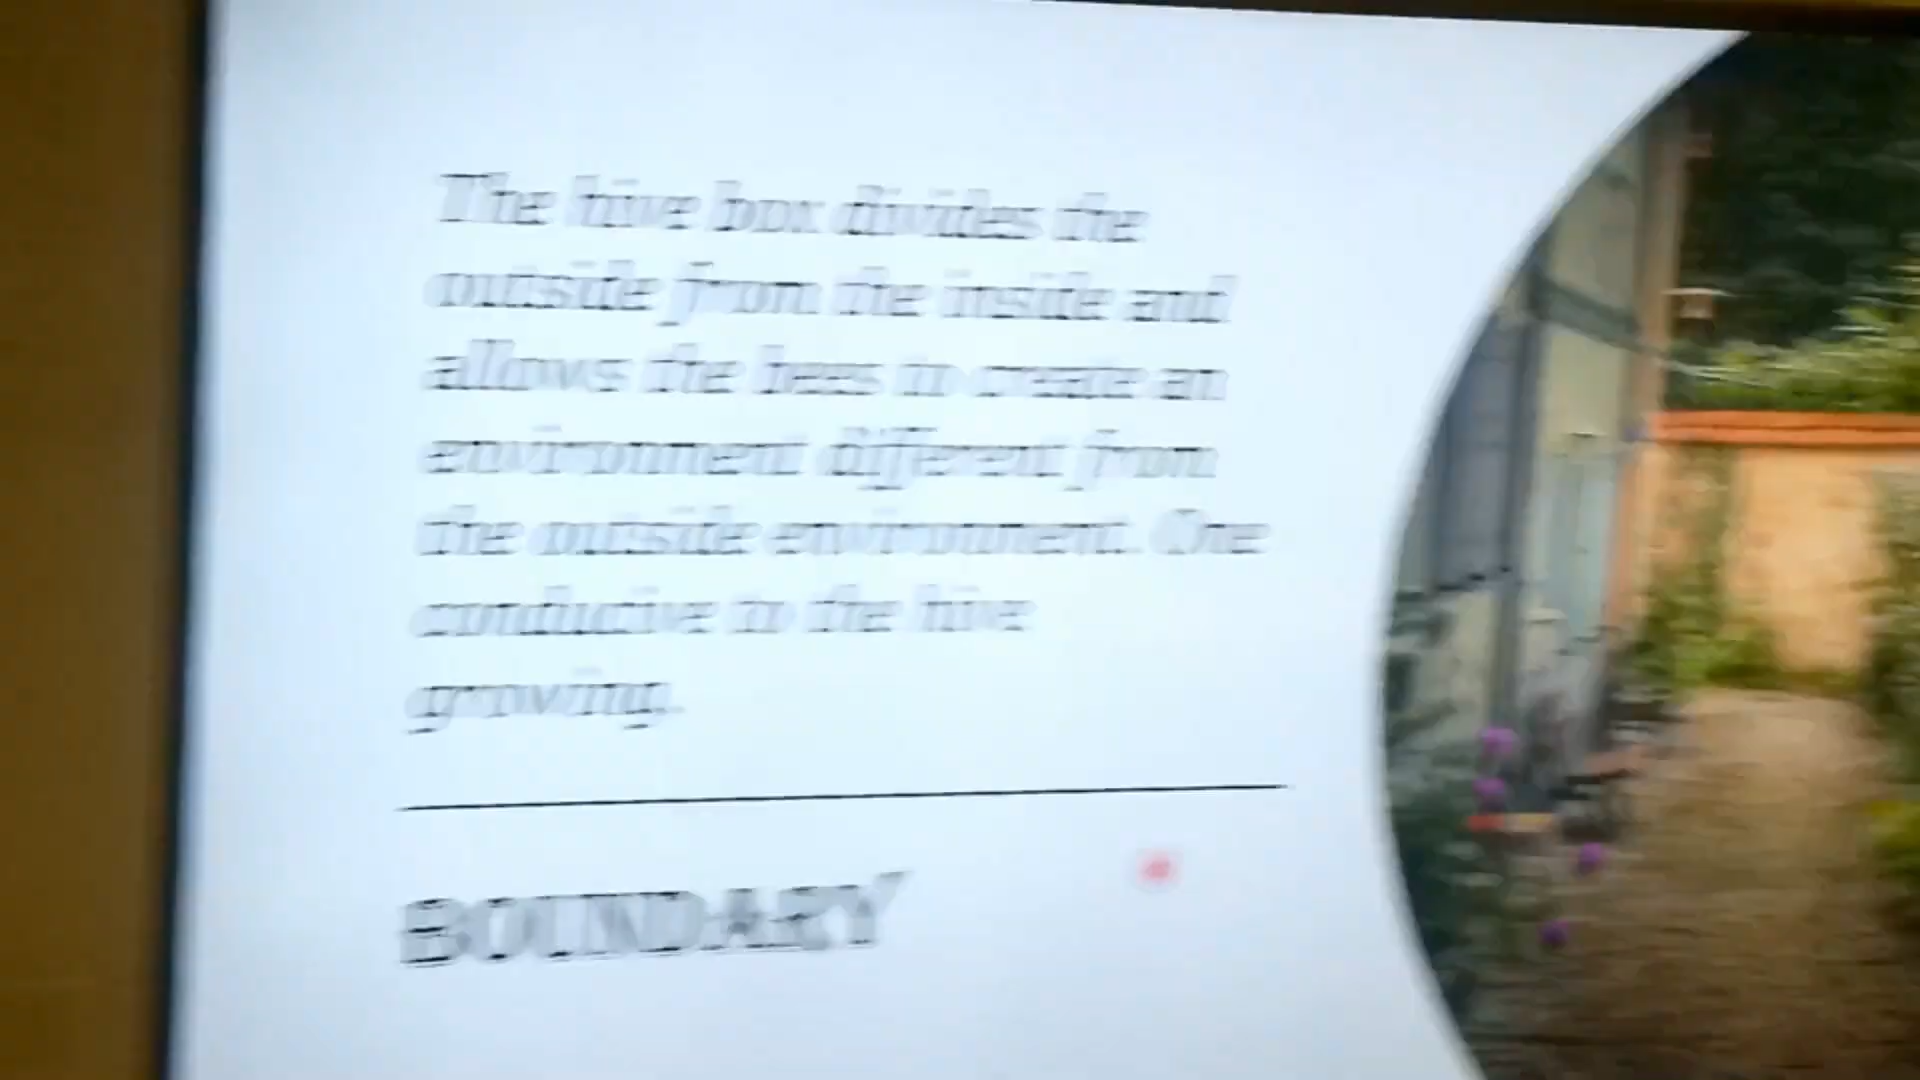 The hive box divides the
outside from the inside and
allows the bees to create an
environment different from
the outside environment. One
conducive to the hive
growing.
BOUNDARY